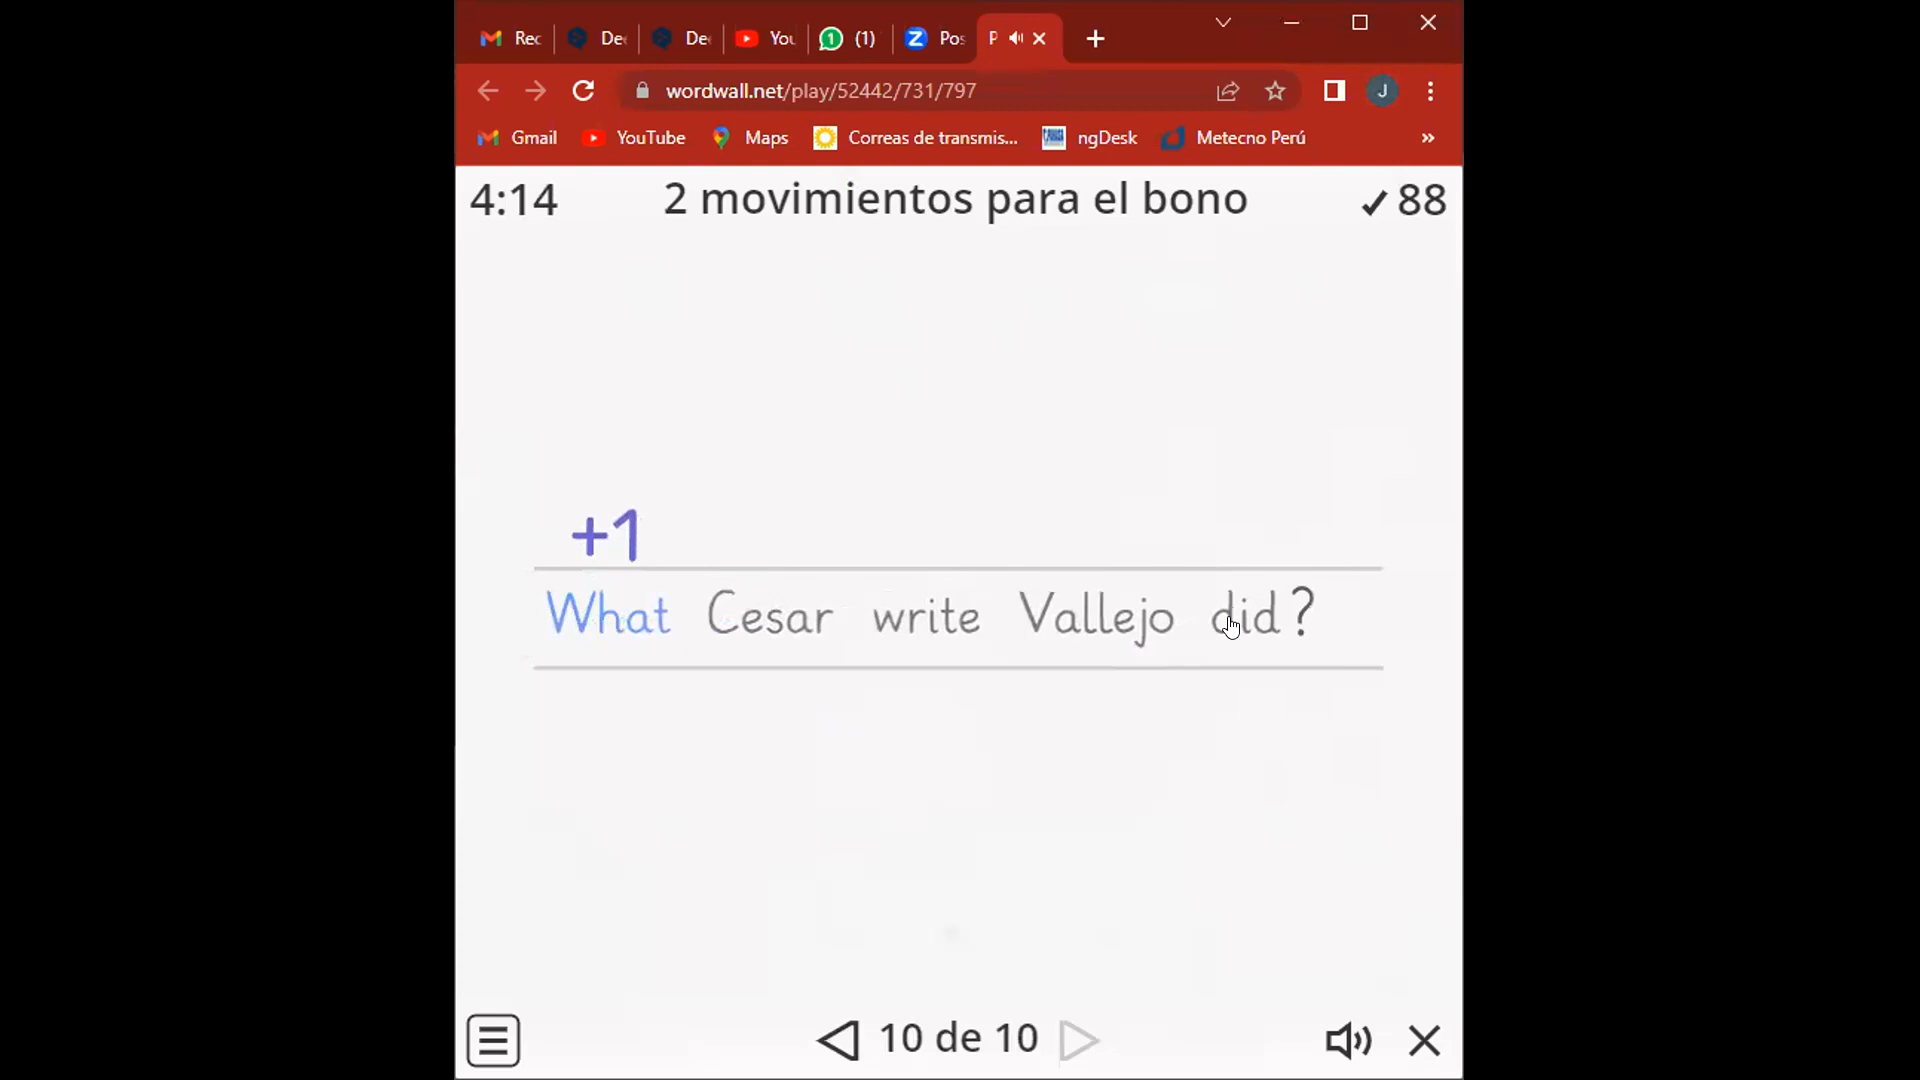 Rec De De You (1) Pos P
wordwall.net/play/52442/731/797 J
Gmail YouTube Maps Correas de transmis... ngDesk Metecno Perú »
4:14 2 movimientos para el bono ✓88
+1
What Cesar write Vallejo did?
10 de 10